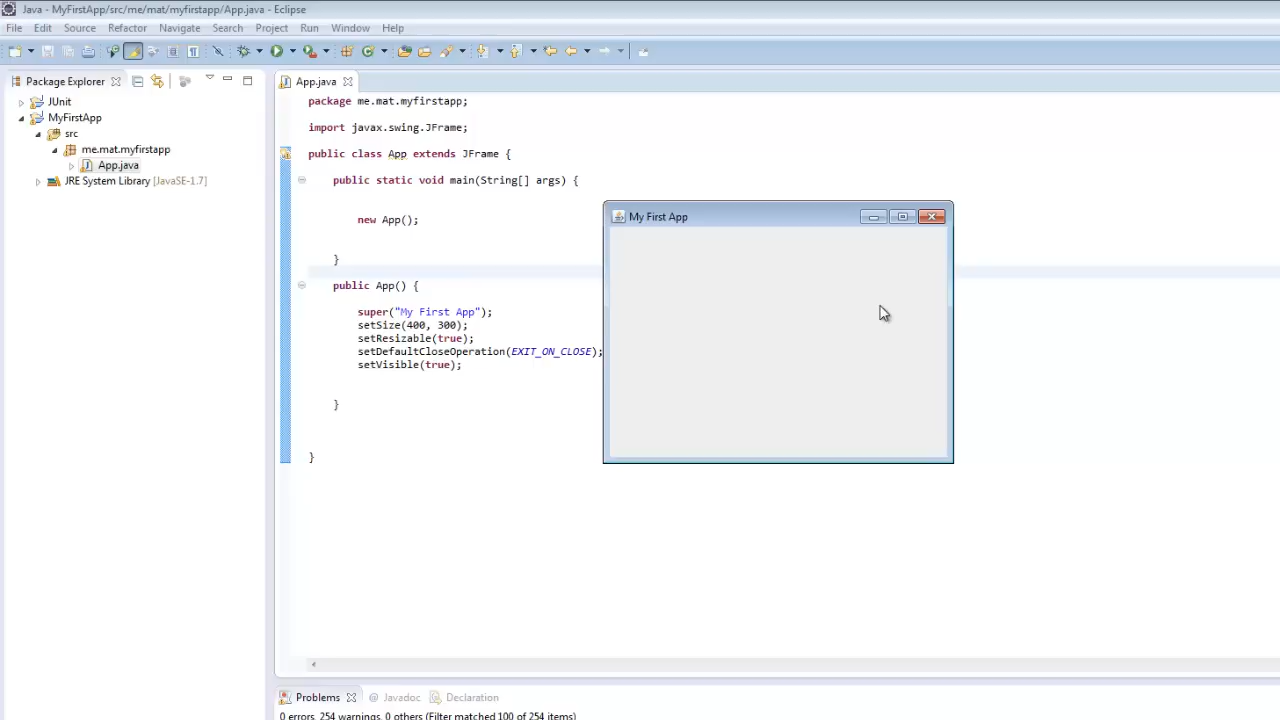 Java - MyFirstApp/src/me/mat/myfirstapp/App.java - Eclipse
File Edit Source Refactor Navigate Search Project Run Window Help
Package Explorer
JUnit
MyFirstApp
src
me.mat.myfirstapp
App.java
JRE System Library [JavaSE-1.7]
App.java
package me.mat.myfirstapp;
import javax.swing.JFrame;
public class App extends JFrame {
public static void main(String[] args) {
new App();
}
public App() {
super("My First App");
setSize(400, 300);
setResizable(true);
setDefaultCloseOperation(EXIT_ON_CLOSE);
setVisible(true);
}
}
My First App
Problems @ Javadoc Declaration
0 errors, 254 warnings, 0 others (Filter matched 100 of 254 items)